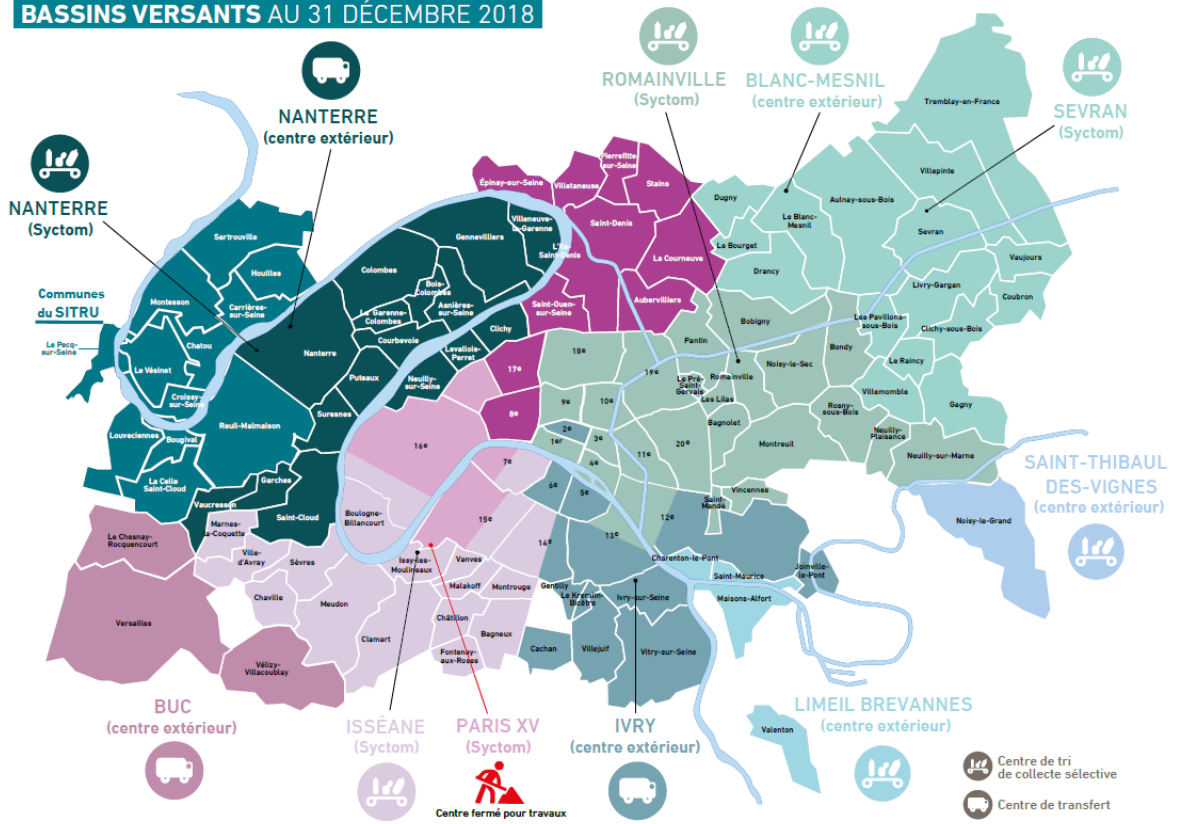 BASSINS VERSANTS AU 31 DÉCEMBRE 2018
NANTERRE
(centre extérieur)
NANTERRE
(Syctom)
ROMAINVILLE
(Syctom)
BLANC-MESNIL
(centre extérieur)
SEVRAN
(Syctom)
Communes
du SITRU
Le Pecq-
sur-Seine
Sartrouville
Houilles
Montesson
Carrières-
sur-Seine
Chatou
Le Vésinet
Croissy-
sur-Seine
Louveciennes
Bougival
La Celle
Saint-Cloud
Reuil-Malmaison
Nanterre
Colombes
Gennevilliers
Villeneuve-
la-Garenne
Bois-
Colombes
La Garenne-
Colombes
Asnières-
sur-Seine
Courbevoie
Clichy
Levallois-
Perret
Neuilly-
sur-Seine
Puteaux
Suresnes
Garches
Vaucresson
Saint-Cloud
Épinay-sur-Seine
Villetaneuse
Pierrefitte-
sur-Seine
Stains
Saint-Denis
L'Île-
Saint-Denis
La Courneuve
Saint-Ouen-
sur-Seine
Aubervilliers
Tremblay-en-France
Villepinte
Dugny
Aulnay-sous-Bois
Le Blanc-
Mesnil
Le Bourget
Drancy
Sevran
Vaujours
Livry-Gargan
Coubron
Les Pavillons-
sous-Bois
Clichy-sous-Bois
Le Raincy
Villemomble
Gagny
Bobigny
Pantin
Bondy
Noisy-le-Sec
Romainville
Le Pré-
Saint-
Gervais
Les Lilas
Bagnolet
Rosny-
sous-Bois
Neuilly-
Plaisance
Montreuil
Neuilly-sur-Marne
Vincennes
Saint-
Mandé
17e
18e
19e
8e
9e
10e
2e
1er
3e
4e
11e
20e
16e
7e
6e
5e
15e
14e
13e
12e
Boulogne-
Billancourt
Marnes-
la-Coquette
Ville-
d'Avray
Sèvres
Chaville
Meudon
Issy-les-
Moulineaux
Vanves
Malakoff
Montrouge
Clamart
Châtillon
Bagneux
Fontenay-
aux-Roses
Le Chesnay-
Rocquencourt
Versailles
Vélizy-
Villacoublay
Gentilly
Le Kremlin-
Bicêtre
Ivry-sur-Seine
Cachan
Villejuif
Vitry-sur-Seine
Charenton-le-Pont
Saint-Maurice
Maisons-Alfort
Joinville-
le-Pont
Valenton
Noisy-le-Grand
SAINT-THIBAUL
DES-VIGNES
(centre extérieur)
BUC
(centre extérieur)
ISSÉANE
(Syctom)
PARIS XV
(Syctom)
Centre fermé pour travaux
IVRY
(centre extérieur)
LIMEIL BREVANNES
(centre extérieur)
Centre de tri
de collecte sélective
Centre de transfert